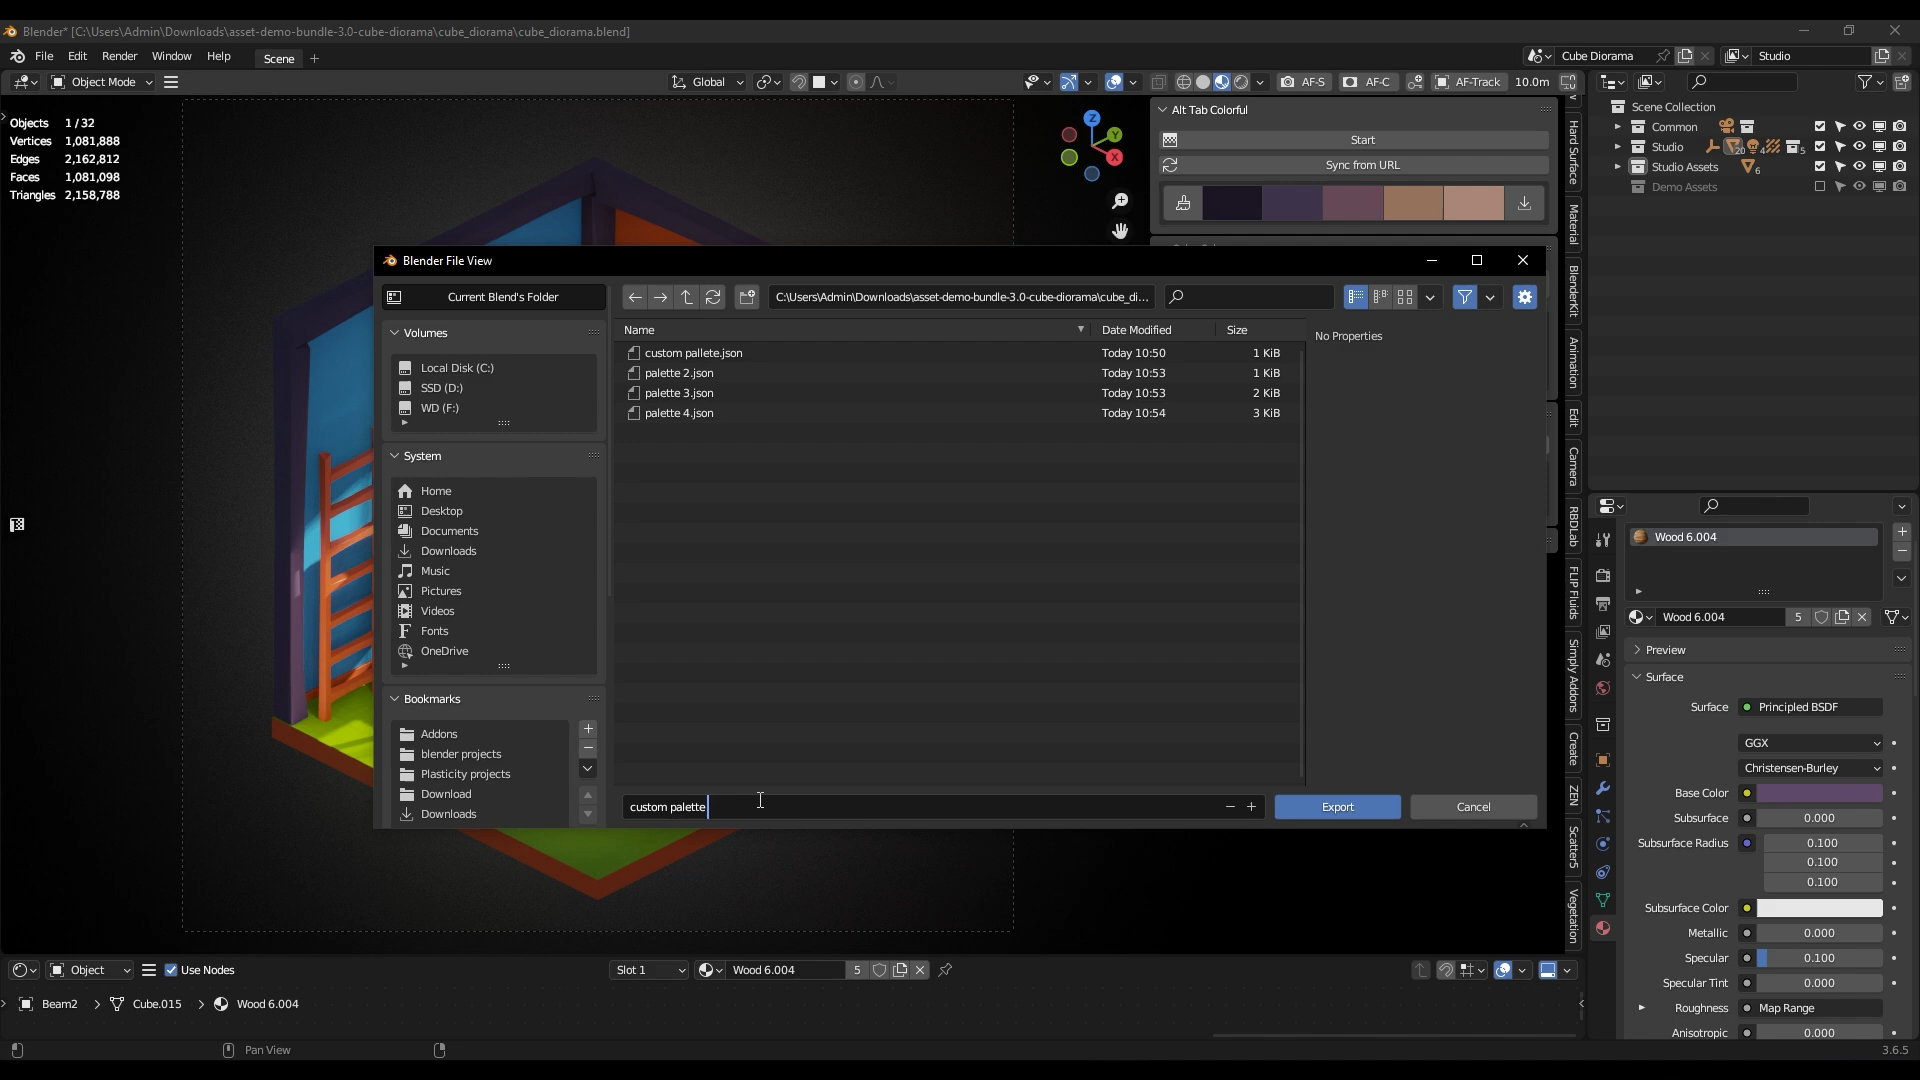 Blender* [C:\Users\Admin\Downloads\asset-demo-bundle-3.0-cube-diorama\cube_diorama\cube_diorama.blend]
File Edit Render Window Help Scene Cube Diorama Studio
Object Mode Global AF-S AF-C AF-Track 10.0m
Objects 1 / 32
Vertices 1,081,888
Edges 2,162,812
Faces 1,081,098
Triangles 2,158,788
Z
Y
X
Alt Tab Colorful
Start
Sync from URL
Hard Surface
Material
BlenderKit
Animation
Edit
Camera
RBDLab
FLIP Fluids
Simply Addons
Create
ZEN
Scatter5
Vegetation
Scene Collection
Common
Studio 20 4 5
Studio Assets 6
Demo Assets
Blender File View
Current Blend's Folder
C:\Users\Admin\Downloads\asset-demo-bundle-3.0-cube-diorama\cube_di...
Volumes
Local Disk (C:)
SSD (D:)
WD (F:)
System
Home
Desktop
Documents
Downloads
Music
Pictures
Videos
Fonts
OneDrive
Bookmarks
Addons
blender projects
Plasticity projects
Download
Downloads
Name Date Modified Size
custom pallete.json Today 10:50 1 KiB
palette 2.json Today 10:53 1 KiB
palette 3.json Today 10:53 2 KiB
palette 4.json Today 10:54 3 KiB
No Properties
custom palette
Export Cancel
Wood 6.004
Wood 6.004 5
Preview
Surface
Surface Principled BSDF
GGX
Christensen-Burley
Base Color
Subsurface 0.000
Subsurface Radius 0.100
0.100
0.100
Subsurface Color
Metallic 0.000
Specular 0.100
Specular Tint 0.000
Roughness Map Range
Anisotropic 0.000
Object Use Nodes Slot 1 Wood 6.004 5
Beam2 Cube.015 Wood 6.004
Pan View
3.6.5